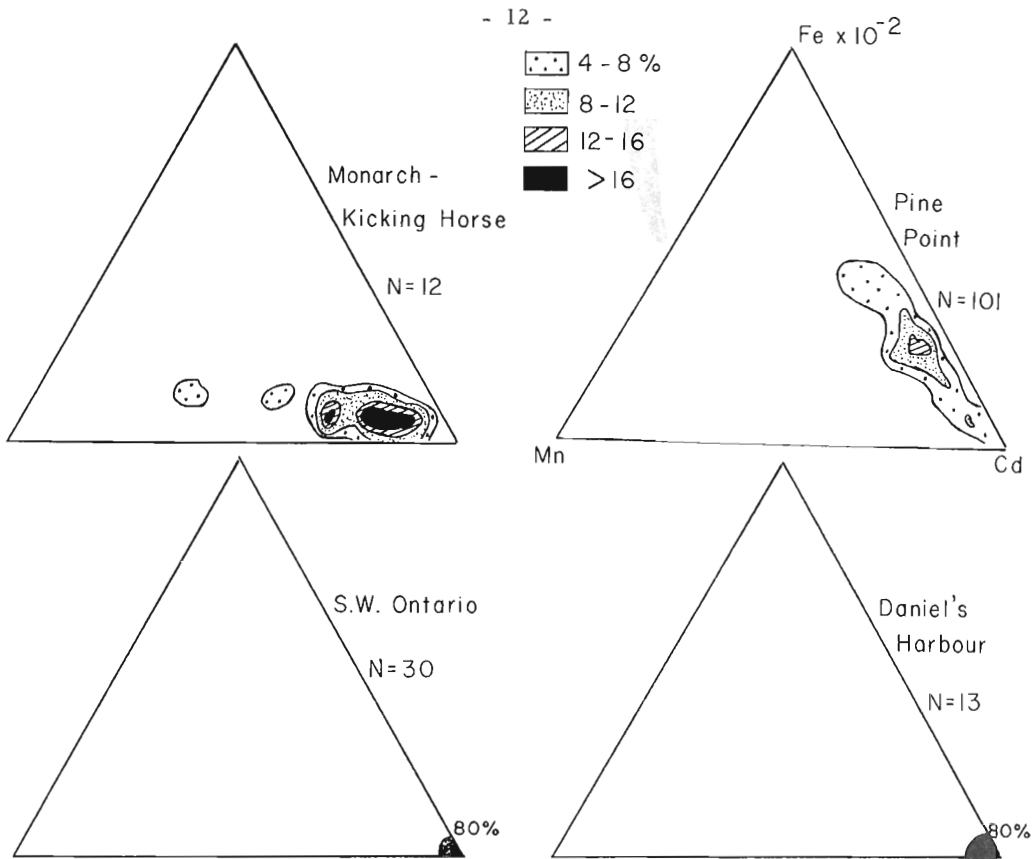 - 12 -
Fe x 10⁻²
4 - 8 %
8 - 12
12 - 16
> 16
Monarch -
Kicking Horse
N = 12
Pine
Point
N = 101
Mn
Cd
S.W. Ontario
N = 30
80%
Daniel's
Harbour
N = 13
80%